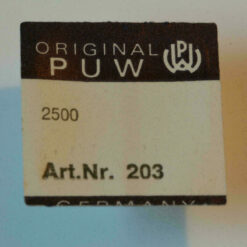 ORIGINAL
PUW
PUW
2500
Art.Nr. 203
GERMANY